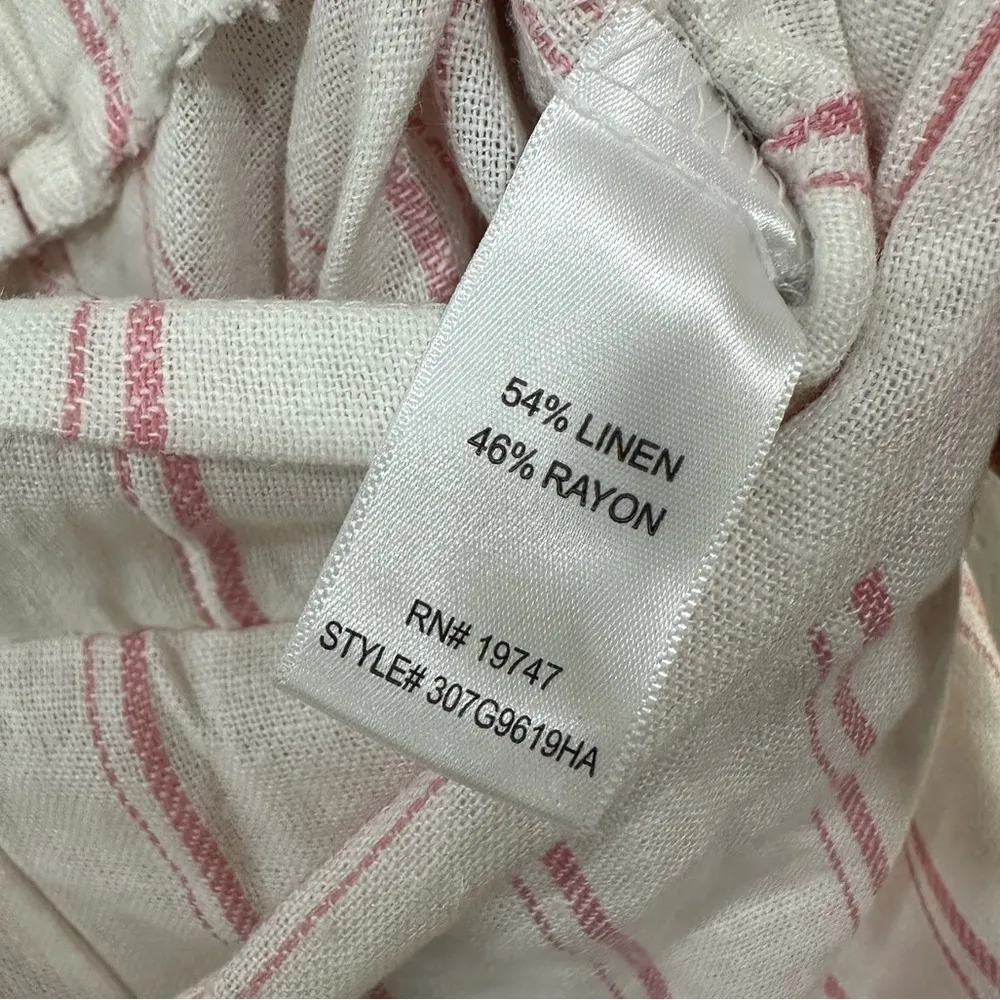 54% LINEN
46% RAYON
RN# 19747
STYLE# 307G9619HA